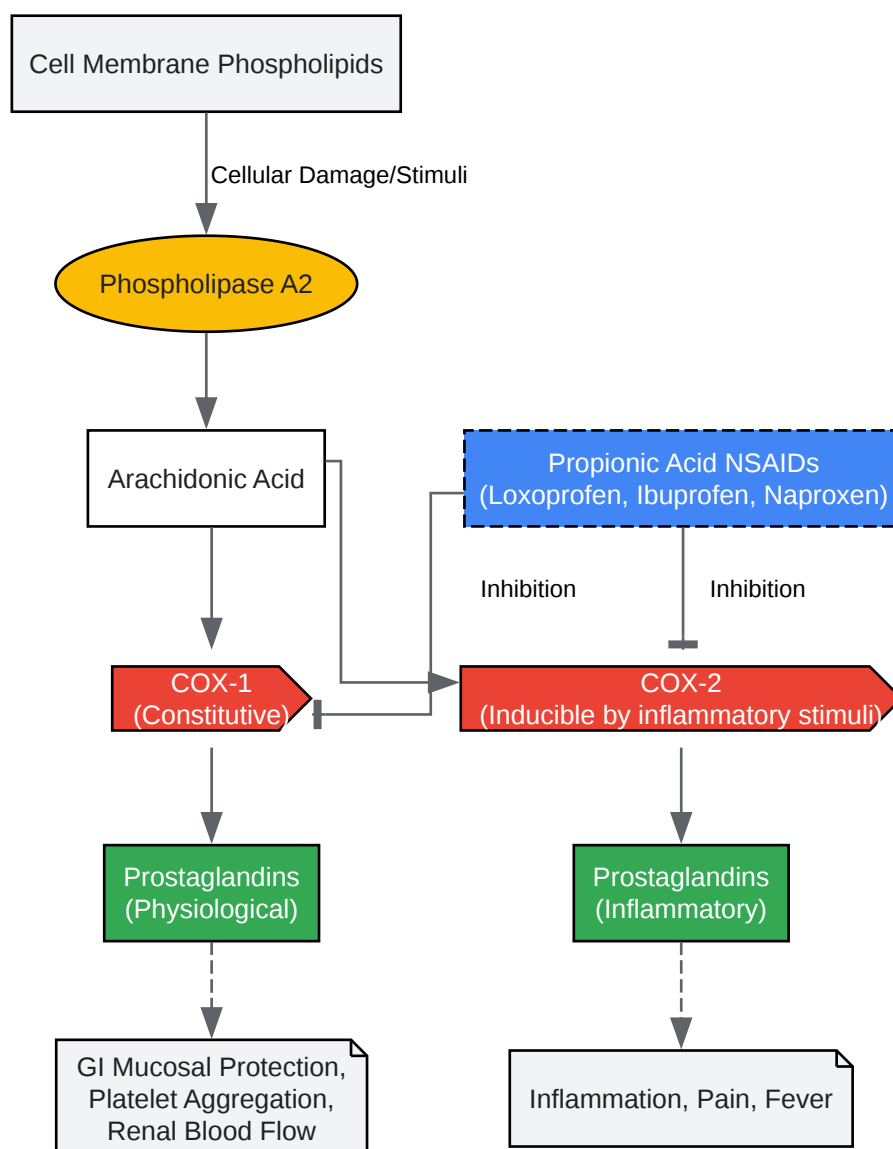 Cell Membrane Phospholipids
Cellular Damage/Stimuli
Phospholipase A2
Arachidonic Acid
Propionic Acid NSAIDs
(Loxoprofen, Ibuprofen, Naproxen)
Inhibition
Inhibition
COX-1
(Constitutive)
COX-2
(Inducible by inflammatory stimuli)
Prostaglandins
(Physiological)
Prostaglandins
(Inflammatory)
GI Mucosal Protection,
Platelet Aggregation,
Renal Blood Flow
Inflammation, Pain, Fever